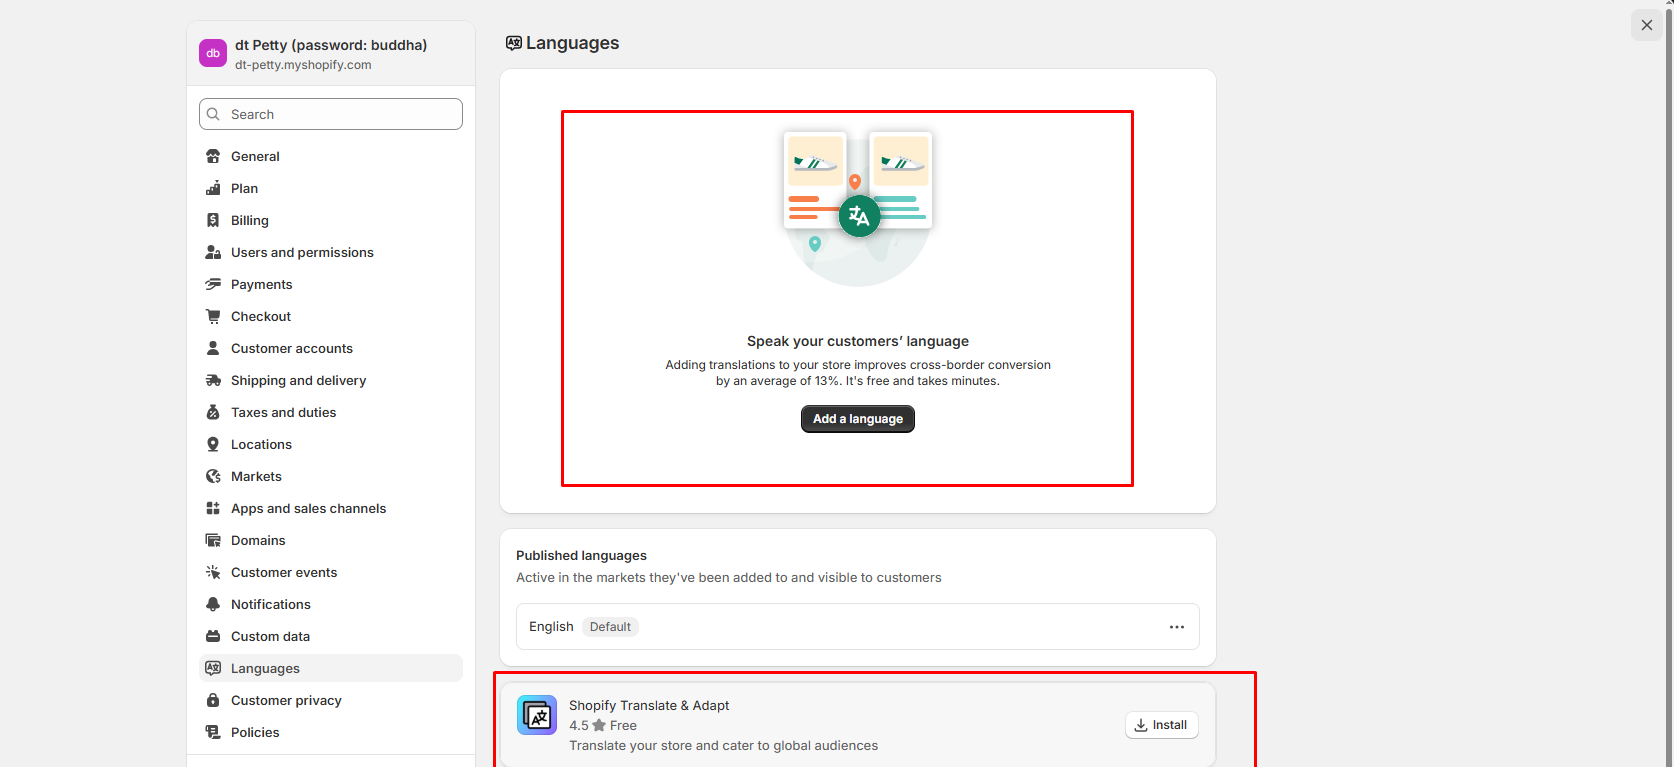 db
dt Petty (password: buddha)
dt-petty.myshopify.com
Search
General
Plan
Billing
Users and permissions
Payments
Checkout
Customer accounts
Shipping and delivery
Taxes and duties
Locations
Markets
Apps and sales channels
Domains
Customer events
Notifications
Custom data
Languages
Customer privacy
Policies
Languages
Speak your customers’ language
Adding translations to your store improves cross-border conversion
by an average of 13%. It's free and takes minutes.
Add a language
Published languages
Active in the markets they've been added to and visible to customers
English Default
Shopify Translate & Adapt
4.5 ★ Free
Translate your store and cater to global audiences
Install